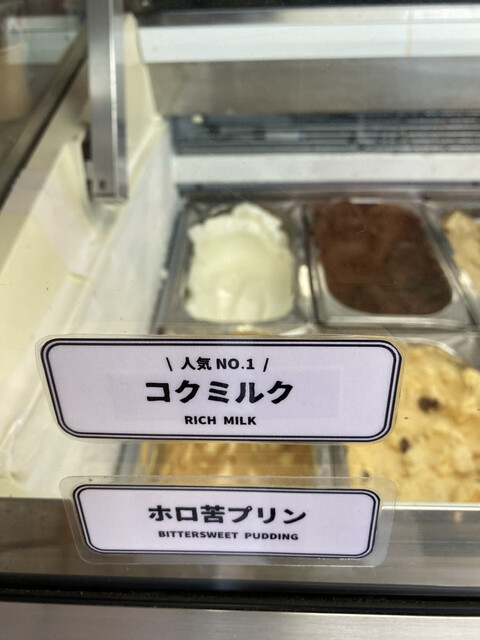 \ 人気 NO.1 /
コクミルク
RICH MILK
ホロ苦プリン
BITTERSWEET PUDDING